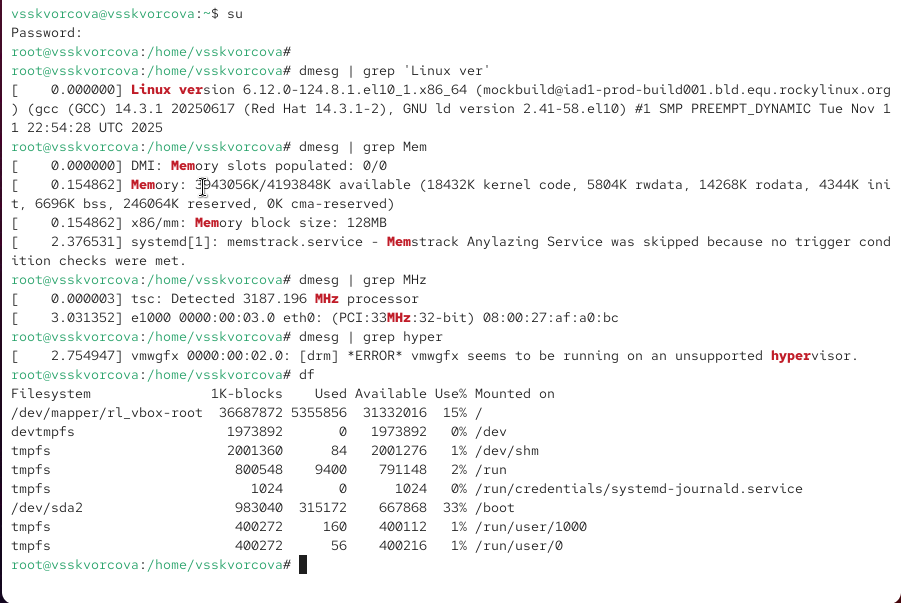 vsskvorcova@vsskvorcova:~$ su
Password:
root@vsskvorcova:/home/vsskvorcova#
root@vsskvorcova:/home/vsskvorcova# dmesg | grep 'Linux ver'
[    0.000000] Linux version 6.12.0-124.8.1.el10_1.x86_64 (mockbuild@iad1-prod-build001.bld.equ.rockylinux.org
) (gcc (GCC) 14.3.1 20250617 (Red Hat 14.3.1-2), GNU ld version 2.41-58.el10) #1 SMP PREEMPT_DYNAMIC Tue Nov 1
1 22:54:28 UTC 2025
root@vsskvorcova:/home/vsskvorcova# dmesg | grep Mem
[    0.000000] DMI: Memory slots populated: 0/0
[    0.154862] Memory: 3943056K/4193848K available (18432K kernel code, 5804K rwdata, 14268K rodata, 4344K ini
t, 6696K bss, 246064K reserved, 0K cma-reserved)
[    0.154862] x86/mm: Memory block size: 128MB
[    2.376531] systemd[1]: memstrack.service - Memstrack Anylazing Service was skipped because no trigger cond
ition checks were met.
root@vsskvorcova:/home/vsskvorcova# dmesg | grep MHz
[    0.000003] tsc: Detected 3187.196 MHz processor
[    3.031352] e1000 0000:00:03.0 eth0: (PCI:33MHz:32-bit) 08:00:27:af:a0:bc
root@vsskvorcova:/home/vsskvorcova# dmesg | grep hyper
[    2.754947] vmwgfx 0000:00:02.0: [drm] *ERROR* vmwgfx seems to be running on an unsupported hypervisor.
root@vsskvorcova:/home/vsskvorcova# df
Filesystem               1K-blocks    Used Available Use% Mounted on
/dev/mapper/rl_vbox-root  36687872 5355856  31332016  15% /
devtmpfs                   1973892       0   1973892   0% /dev
tmpfs                      2001360      84   2001276   1% /dev/shm
tmpfs                       800548    9400    791148   2% /run
tmpfs                         1024       0      1024   0% /run/credentials/systemd-journald.service
/dev/sda2                   983040  315172    667868  33% /boot
tmpfs                       400272     160    400112   1% /run/user/1000
tmpfs                       400272      56    400216   1% /run/user/0
root@vsskvorcova:/home/vsskvorcova#